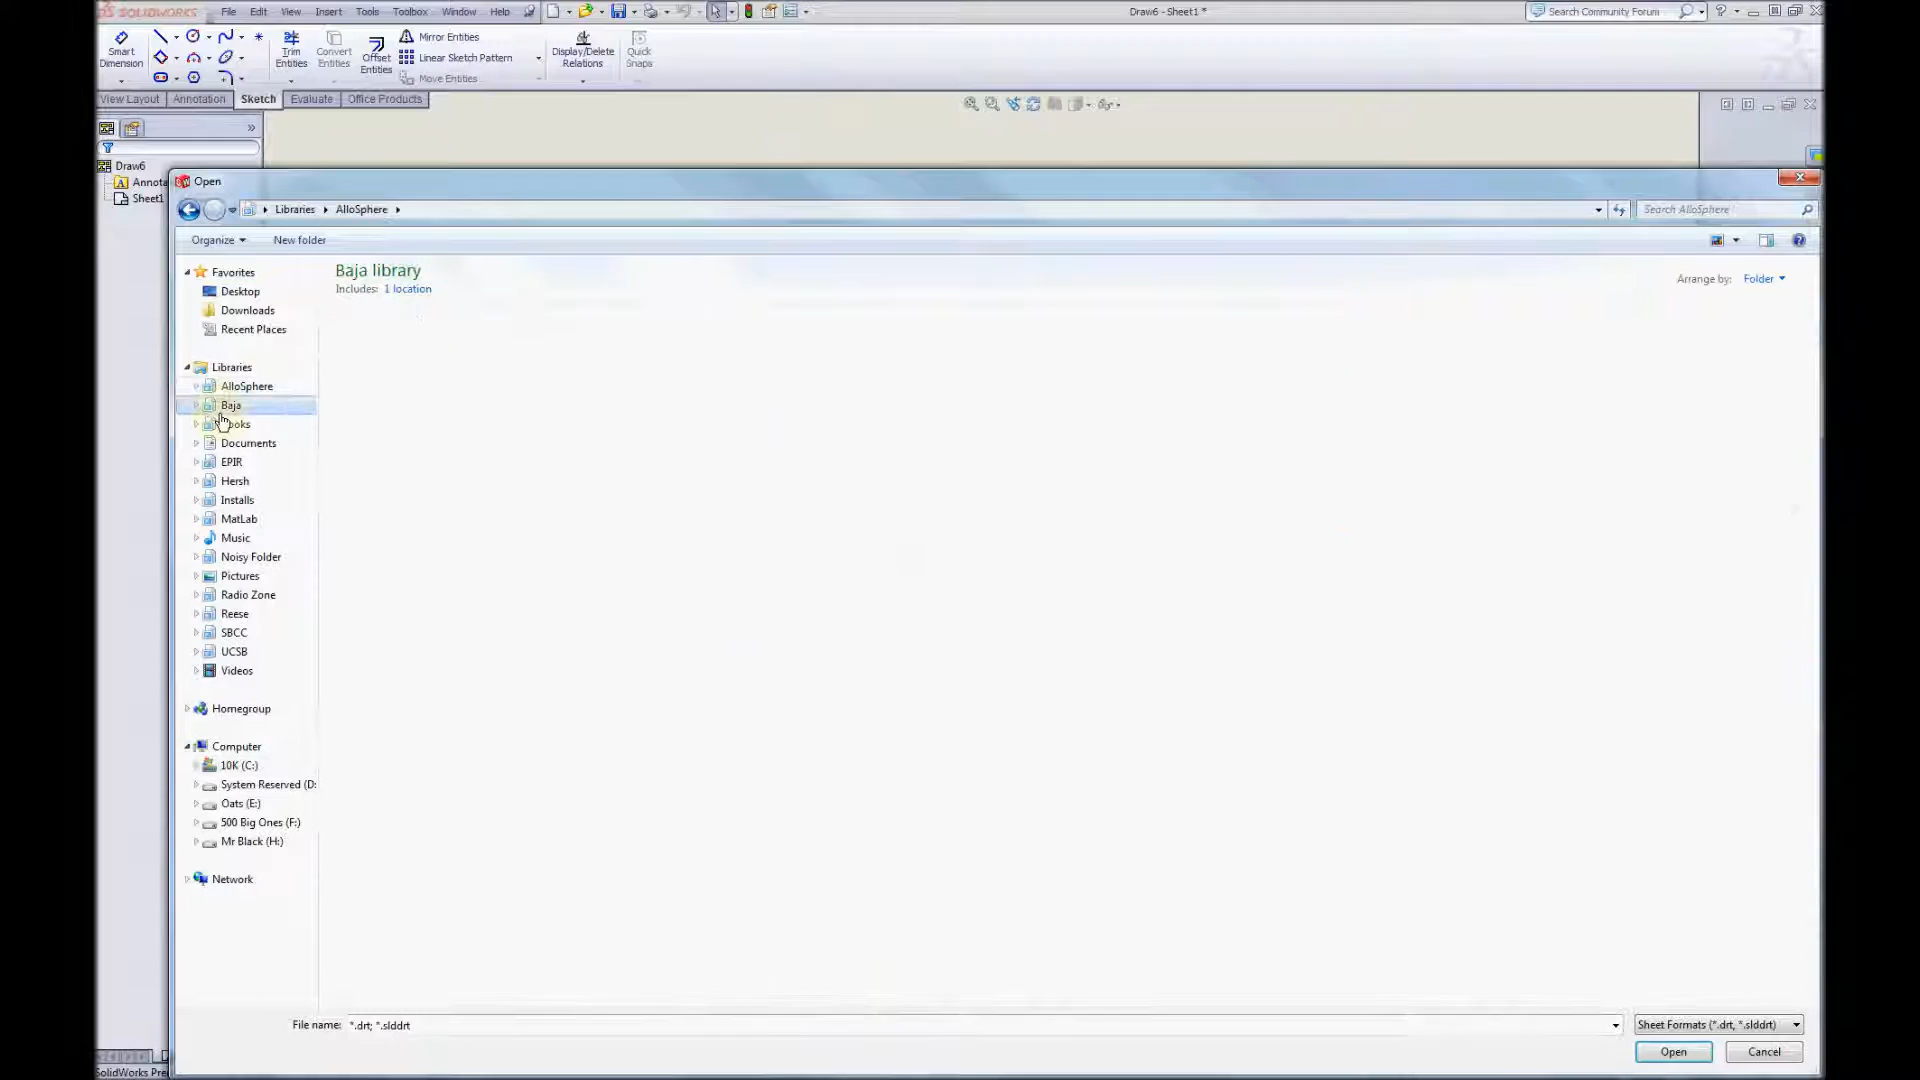 SOLIDWORKS File Edit View Insert Tools Toolbox Window Help Draw6 - Sheet1 * Search Community Forum
Smart Dimension
Trim Entities
Convert Entities
Offset Entities
Mirror Entities
Linear Sketch Pattern
Move Entities
Display/Delete Relations
Quick Snaps
View Layout Annotation Sketch Evaluate Office Products
Draw6
Sheet1
Open
Libraries AlloSphere Search AlloSphere
Organize New folder
Baja library
Includes: 1 location
Arrange by: Folder
Favorites
Desktop
Downloads
Recent Places
Libraries
AlloSphere
Baja
Documents
EPIR
Hersh
Installs
MatLab
Music
Noisy Folder
Pictures
Radio Zone
Reese
SBCC
UCSB
Videos
Homegroup
Computer
10K (C:)
System Reserved (D:
Oats (E:)
500 Big Ones (F:)
Mr Black (H:)
Network
File name: *.drt; *.slddrt Sheet Formats (*.drt, *.slddrt)
Open Cancel
SolidWorks Pre